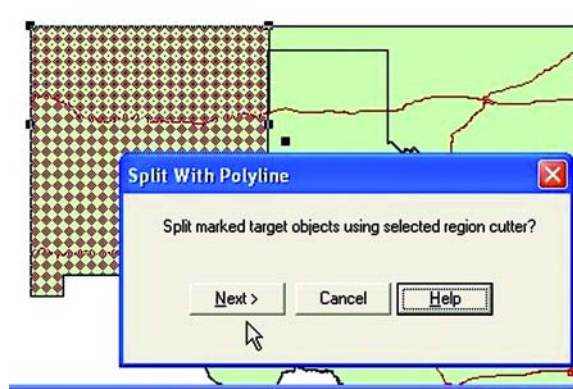 Split With Polyline
Split marked target objects using selected region cutter?
Next >
Cancel
Help